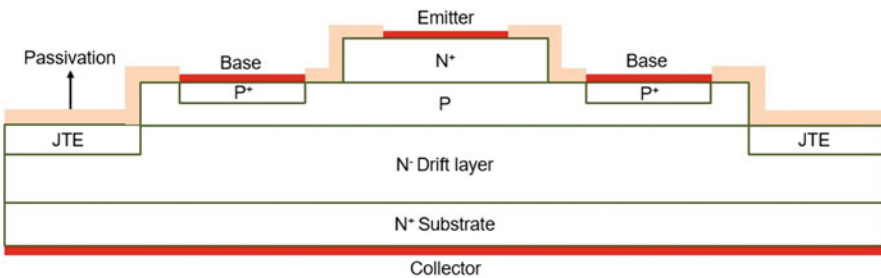 Emitter
Passivation
Base
N⁺
Base
P⁺
P
P⁺
JTE
JTE
N⁻ Drift layer
N⁺ Substrate
Collector